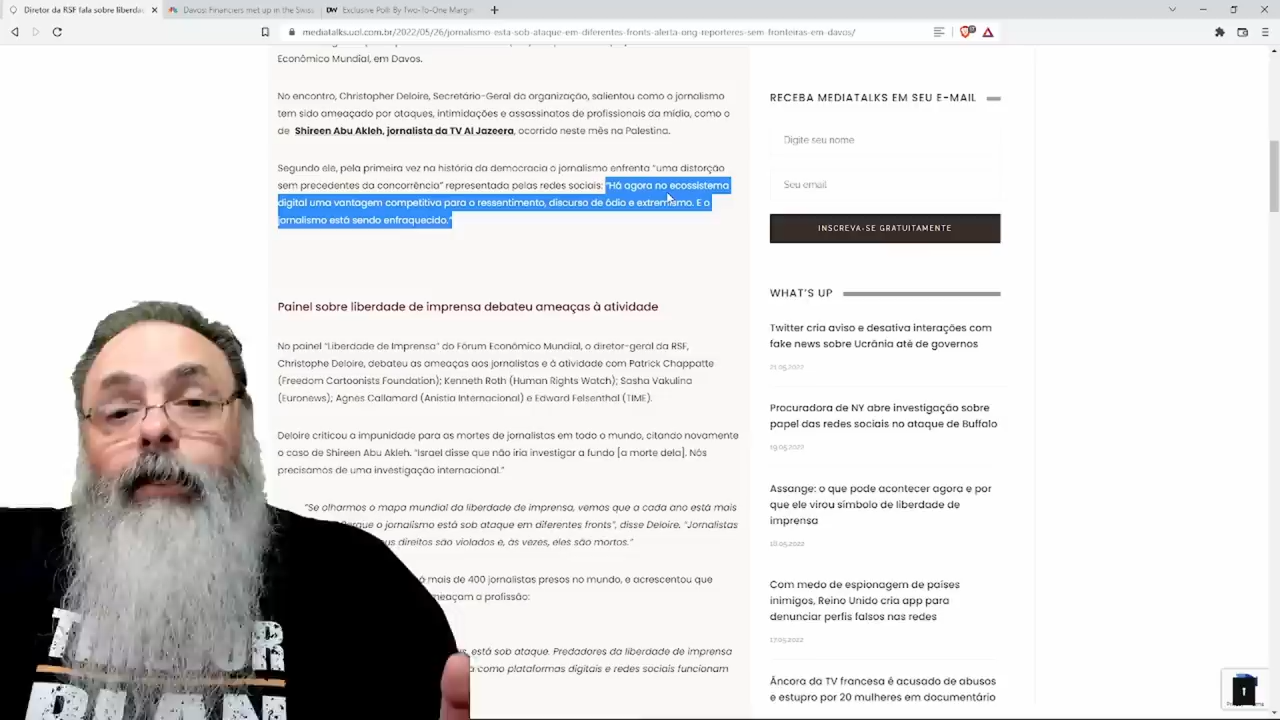 Diretor da RSF fala sobre liberda
Davos: Financiers met up in the Swiss
Exclusive Poll: By Two-To-One Margin
mediatalks.uol.com.br/2022/05/26/jornalismo-esta-sob-ataque-em-diferentes-fronts-alerta-ong-reporteres-sem-fronteiras-em-davos/
Econômico Mundial, em Davos.
No encontro, Christopher Deloire, Secretário-Geral da organização, salientou como o jornalismo
tem sido ameaçado por ataques, intimidações e assassinatos de profissionais da mídia, como o
de Shireen Abu Akleh, jornalista da TV Al Jazeera, ocorrido neste mês na Palestina.
Segundo ele, pela primeira vez na história da democracia o jornalismo enfrenta “uma distorção
sem precedentes da concorrência” representada pelas redes sociais: “Há agora no ecossistema
digital uma vantagem competitiva para o ressentimento, discurso de ódio e extremismo. E o
jornalismo está sendo enfraquecido.”
Painel sobre liberdade de imprensa debateu ameaças à atividade
No painel “Liberdade de Imprensa” do Fórum Econômico Mundial, o diretor-geral da RSF,
Christophe Deloire, debateu as ameaças aos jornalistas e à atividade com Patrick Chappatte
(Freedom Cartoonists Foundation); Kenneth Roth (Human Rights Watch); Sasha Vakulina
(Euronews); Agnes Callamard (Anistia Internacional) e Edward Felsenthal (TIME).
Deloire criticou a impunidade para as mortes de jornalistas em todo o mundo, citando novamente
o caso de Shireen Abu Akleh. “Israel disse que não iria investigar a fundo [a morte dela]. Nós
precisamos de uma investigação internacional.”
“Se olharmos o mapa mundial da liberdade de imprensa, vemos que a cada ano está mais
porque o jornalismo está sob ataque em diferentes fronts”, disse Deloire. “Jornalistas
direitos são violados e, às vezes, eles são mortos.”
mais de 400 jornalistas presos no mundo, e acrescentou que
a profissão:
está sob ataque. Predadores da liberdade de imprensa
como plataformas digitais e redes sociais funcionam
RECEBA MEDIATALKS EM SEU E-MAIL
Digite seu nome
Seu email
INSCREVA-SE GRATUITAMENTE
WHAT'S UP
Twitter cria aviso e desativa interações com
fake news sobre Ucrânia até de governos
21.05.2022
Procuradora de NY abre investigação sobre
papel das redes sociais no ataque de Buffalo
19.05.2022
Assange: o que pode acontecer agora e por
que ele virou símbolo de liberdade de
imprensa
18.05.2022
Com medo de espionagem de países
inimigos, Reino Unido cria app para
denunciar perfis falsos nas redes
17.05.2022
Âncora da TV francesa é acusado de abusos
e estupro por 20 mulheres em documentário